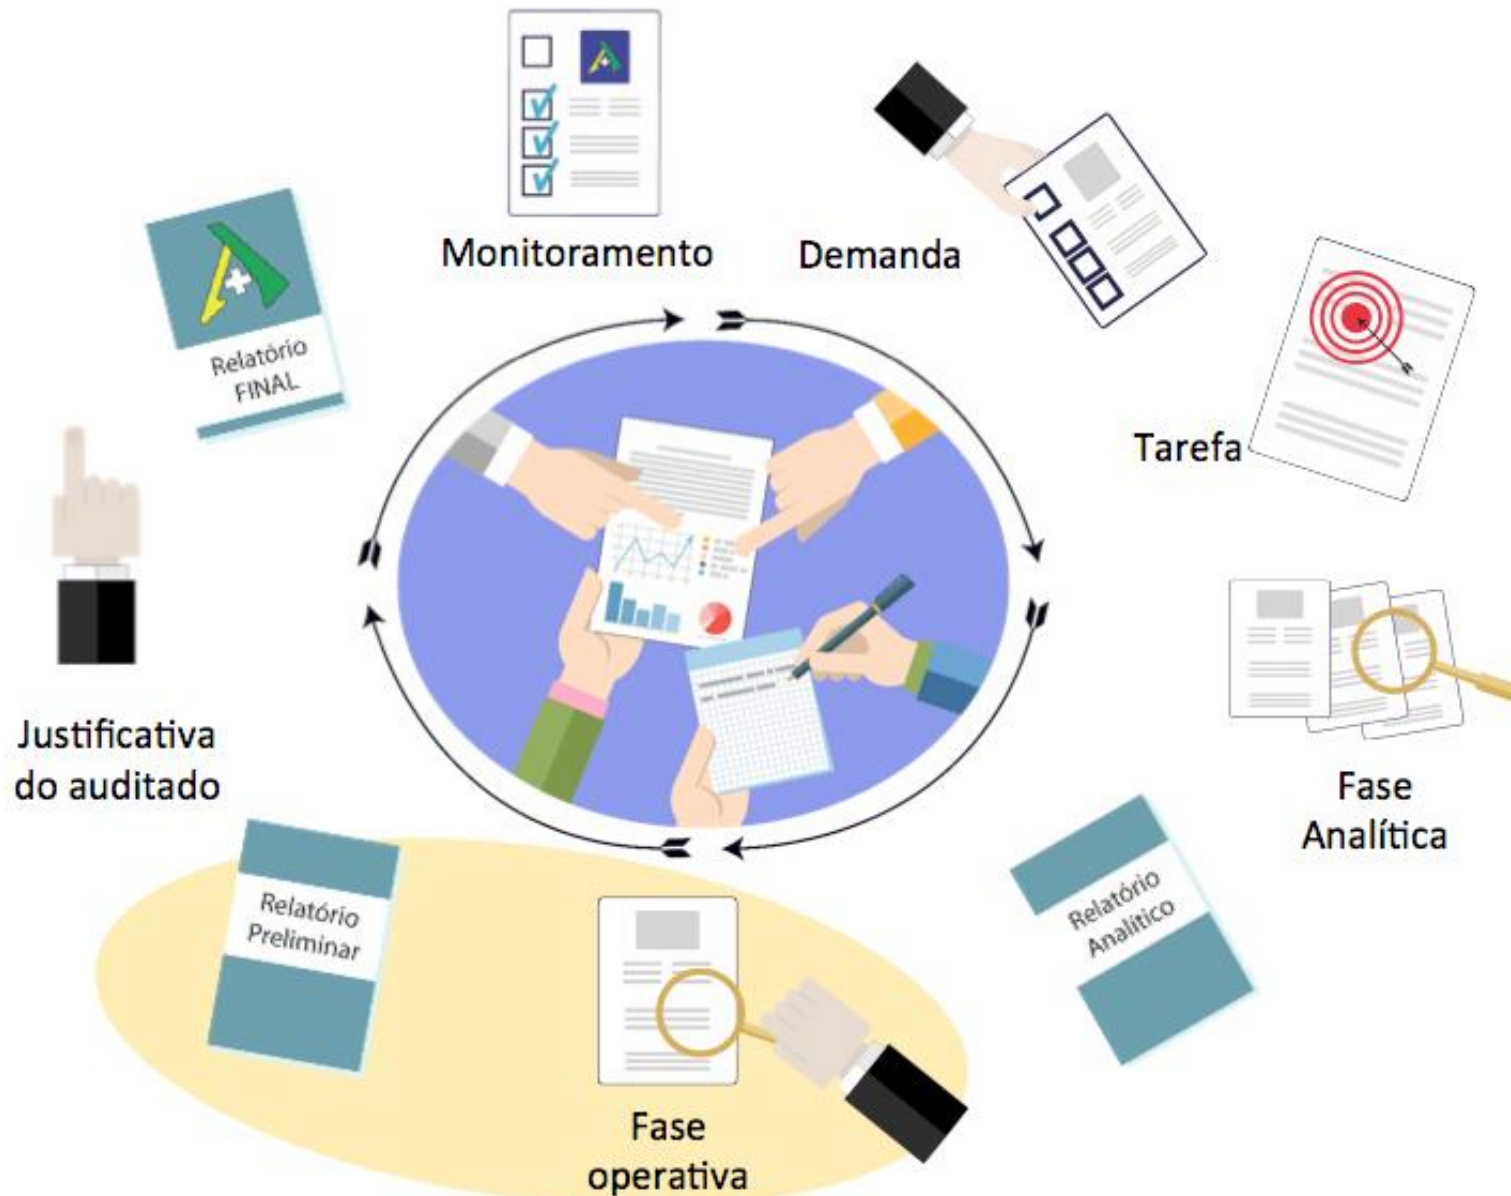 Monitoramento
Demanda
Relatório
FINAL
Tarefa
Justificativa
do auditado
Fase
Analítica
Relatório
Preliminar
Relatório
Analítico
Fase
operativa